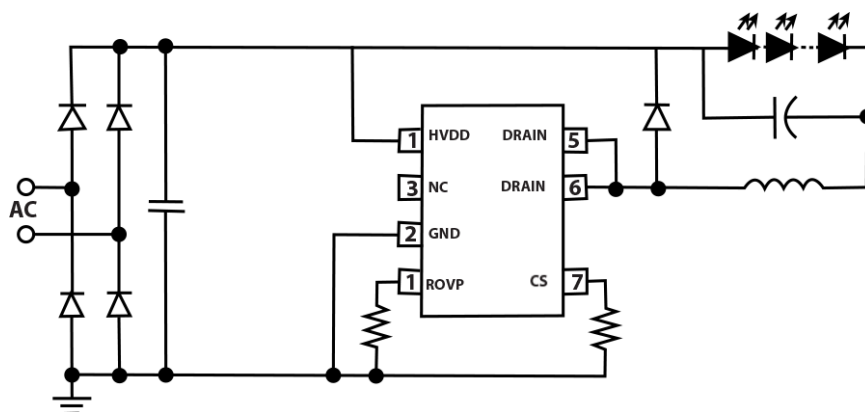 AC
1 HVDD DRAIN 5
3 NC DRAIN 6
2 GND
1 ROVP CS 7